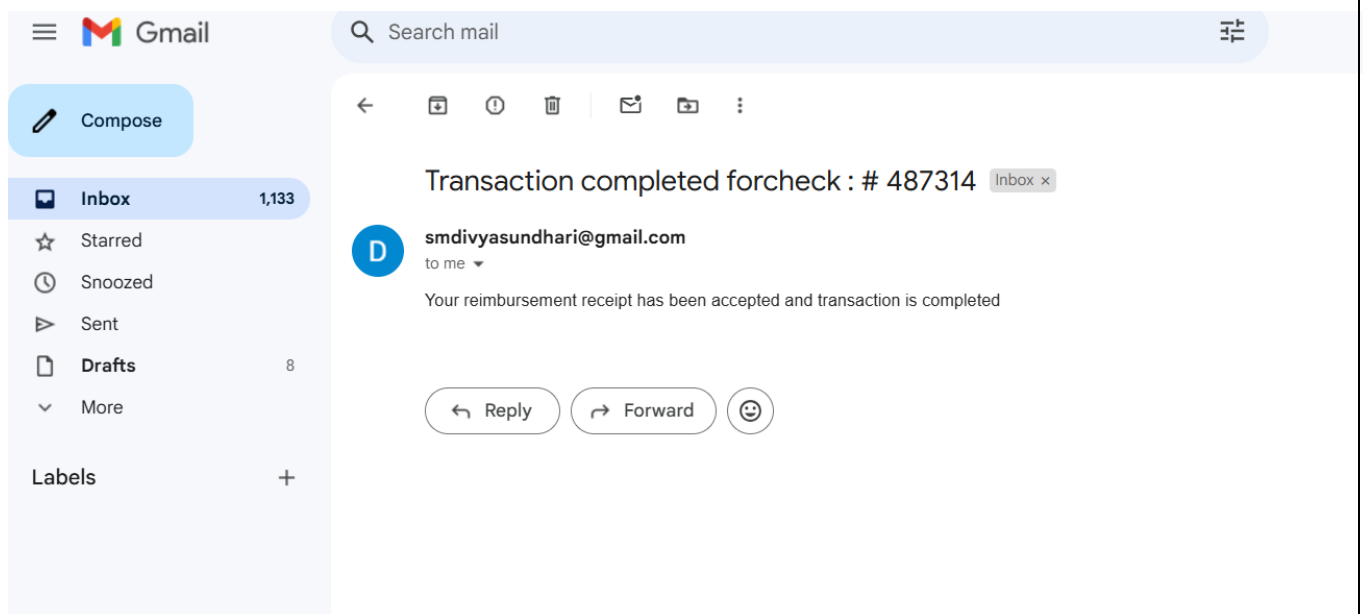 Gmail
Search mail
Compose
Inbox 1,133
Starred
Snoozed
Sent
Drafts 8
More
Labels
Transaction completed forcheck : # 487314 Inbox ×
D
smdivyasundhari@gmail.com
to me
Your reimbursement receipt has been accepted and transaction is completed
Reply Forward